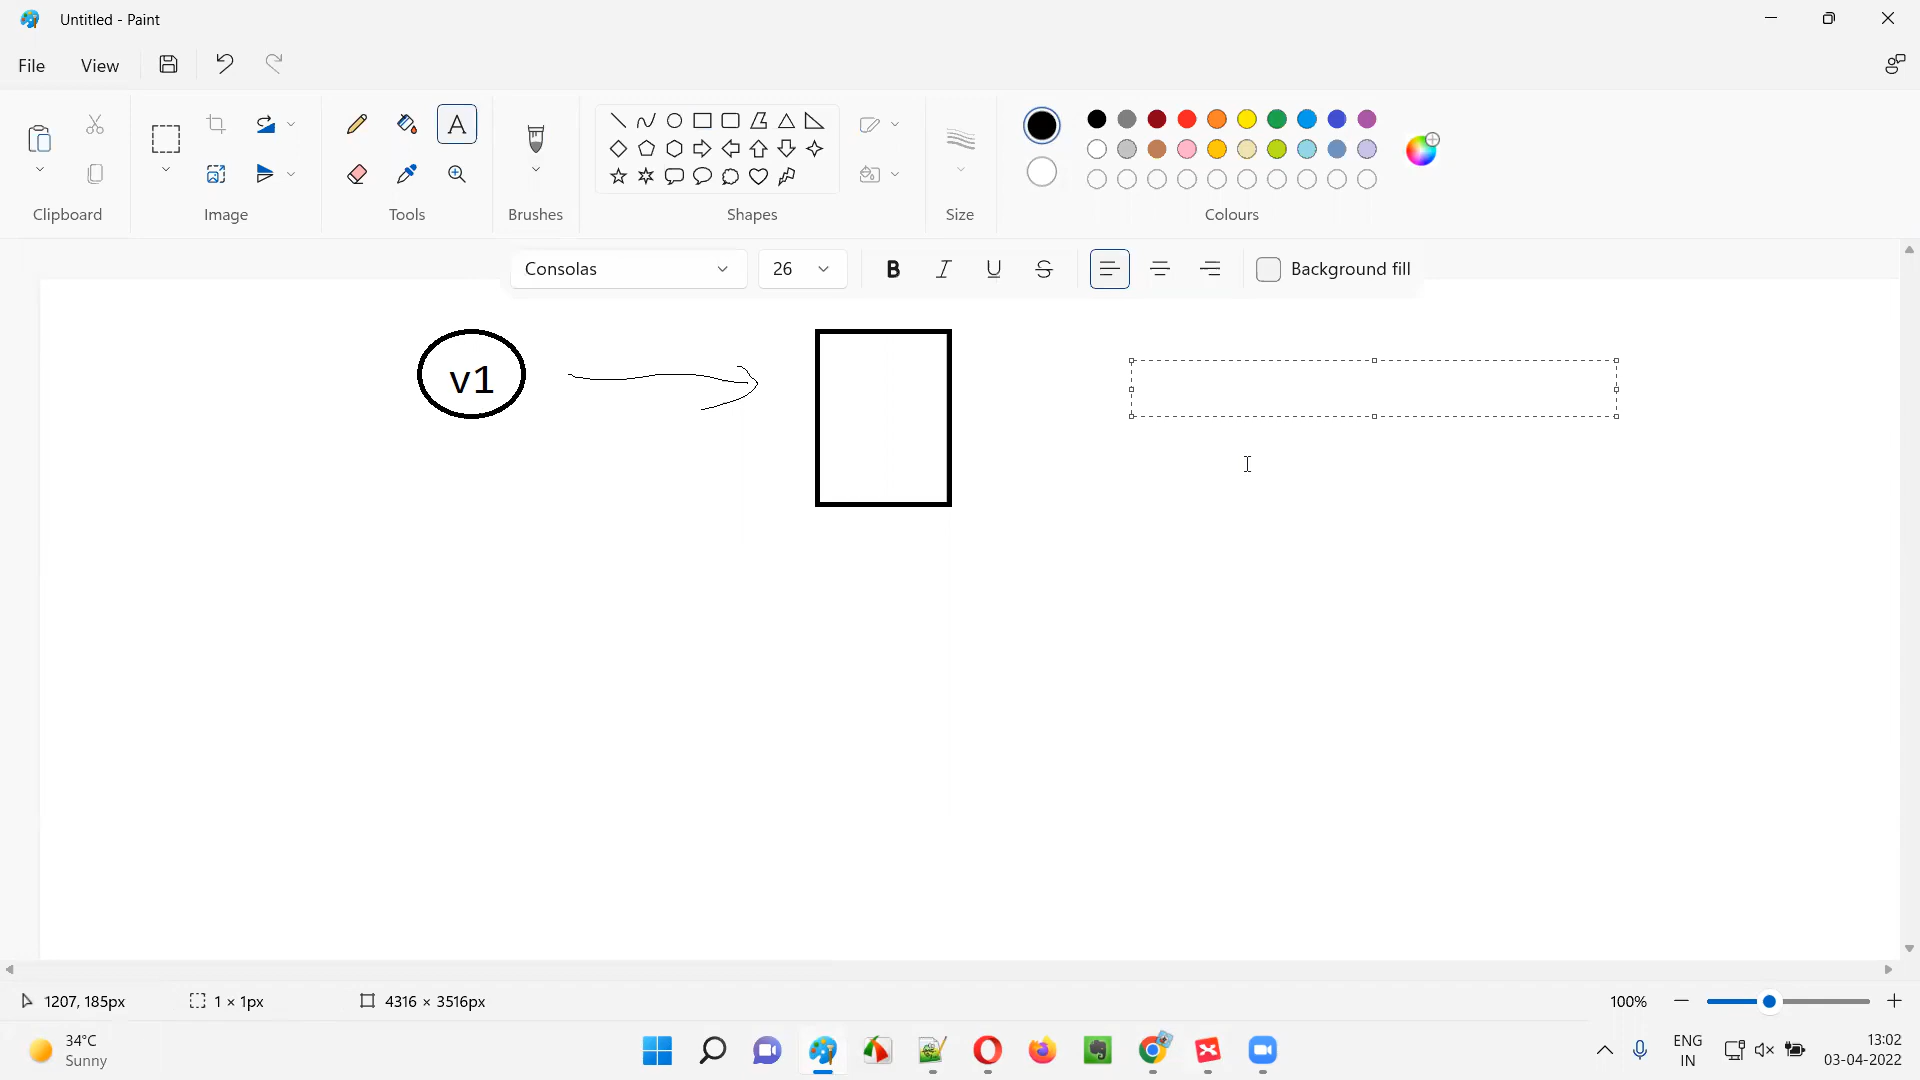 Untitled - Paint
File
View
Clipboard
Image
Tools
Brushes
Shapes
Size
Colours
A
Consolas
26
B
I
U
S
Background fill
v1
1207, 185px
1 × 1px
4316 × 3516px
100%
34°C
Sunny
ENG
IN
13:02
03-04-2022